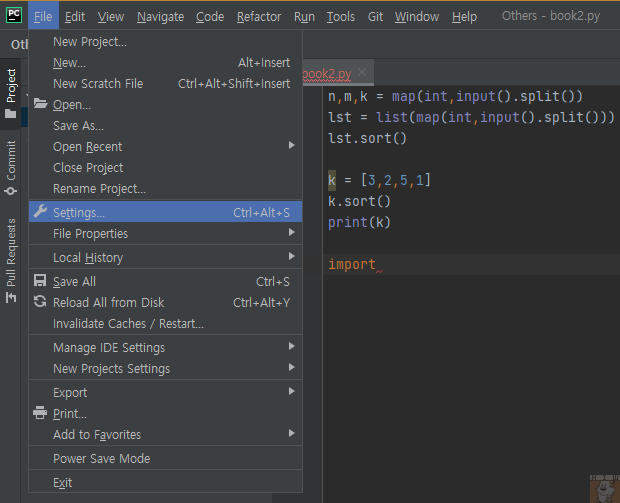 PC File Edit View Navigate Code Refactor Run Tools Git Window Help Others - book2.py
Oth
book2.py
Project
Commit
Pull Requests
New Project...
New... Alt+Insert
New Scratch File Ctrl+Alt+Shift+Insert
Open...
Save As...
Open Recent
Close Project
Rename Project...
Settings... Ctrl+Alt+S
File Properties
Local History
Save All Ctrl+S
Reload All from Disk Ctrl+Alt+Y
Invalidate Caches / Restart...
Manage IDE Settings
New Projects Settings
Export
Print...
Add to Favorites
Power Save Mode
Exit
n,m,k = map(int,input().split())
lst = list(map(int,input().split()))
lst.sort()
k = [3,2,5,1]
k.sort()
print(k)
import